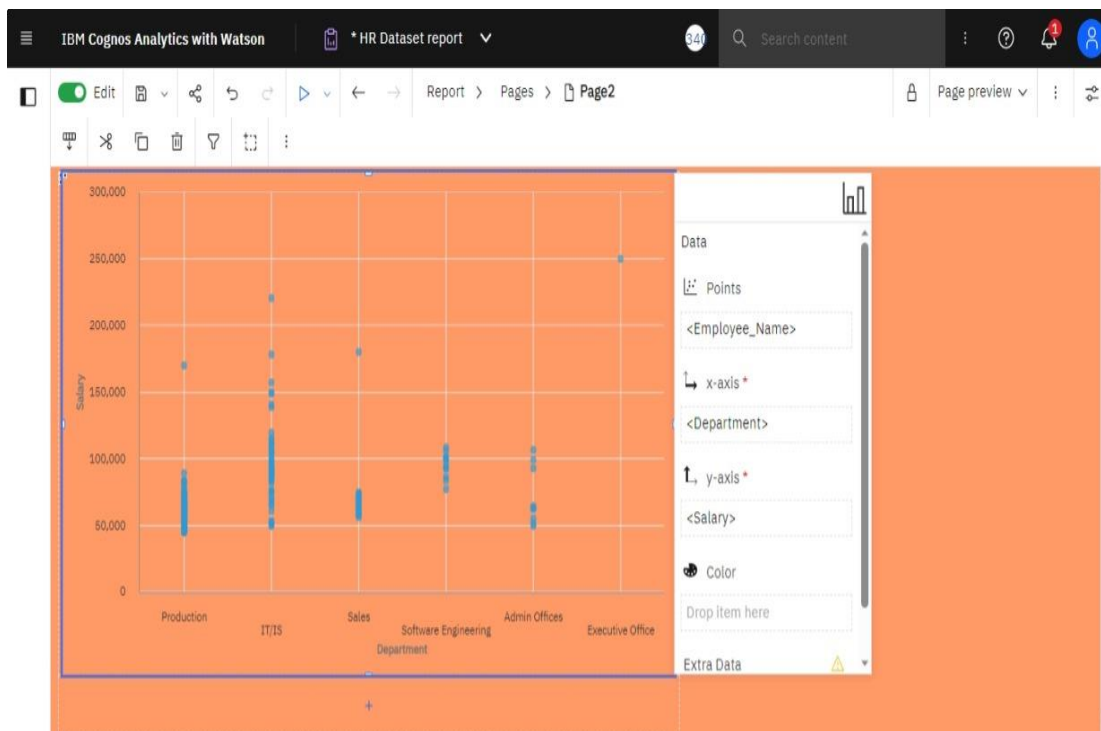 IBM Cognos Analytics with Watson
* HR Dataset report
340
Search content
1
Edit
Report > Pages > Page2
Page preview
300,000
250,000
200,000
150,000
100,000
50,000
0
Salary
Production
IT/IS
Sales
Software Engineering
Admin Offices
Executive Office
Department
Data
Points
<Employee_Name>
x-axis *
<Department>
y-axis *
<Salary>
Color
Drop item here
Extra Data